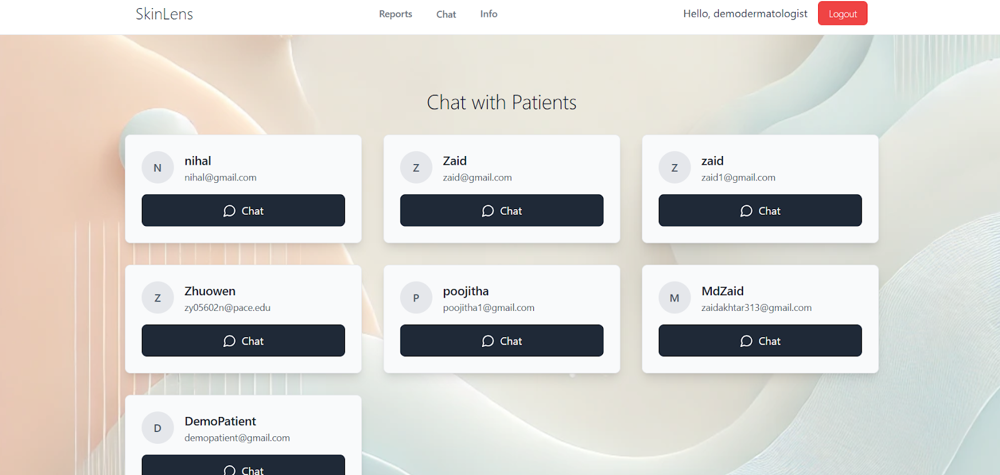 SkinLens
Reports Chat Info
Hello, demodermatologist Logout
Chat with Patients
N
nihal
nihal@gmail.com
Chat
Z
Zaid
zaid@gmail.com
Chat
Z
zaid
zaid1@gmail.com
Chat
Z
Zhuowen
zy05602n@pace.edu
Chat
P
poojitha
poojitha1@gmail.com
Chat
M
MdZaid
zaidakhtar313@gmail.com
Chat
D
DemoPatient
demopatient@gmail.com
Chat